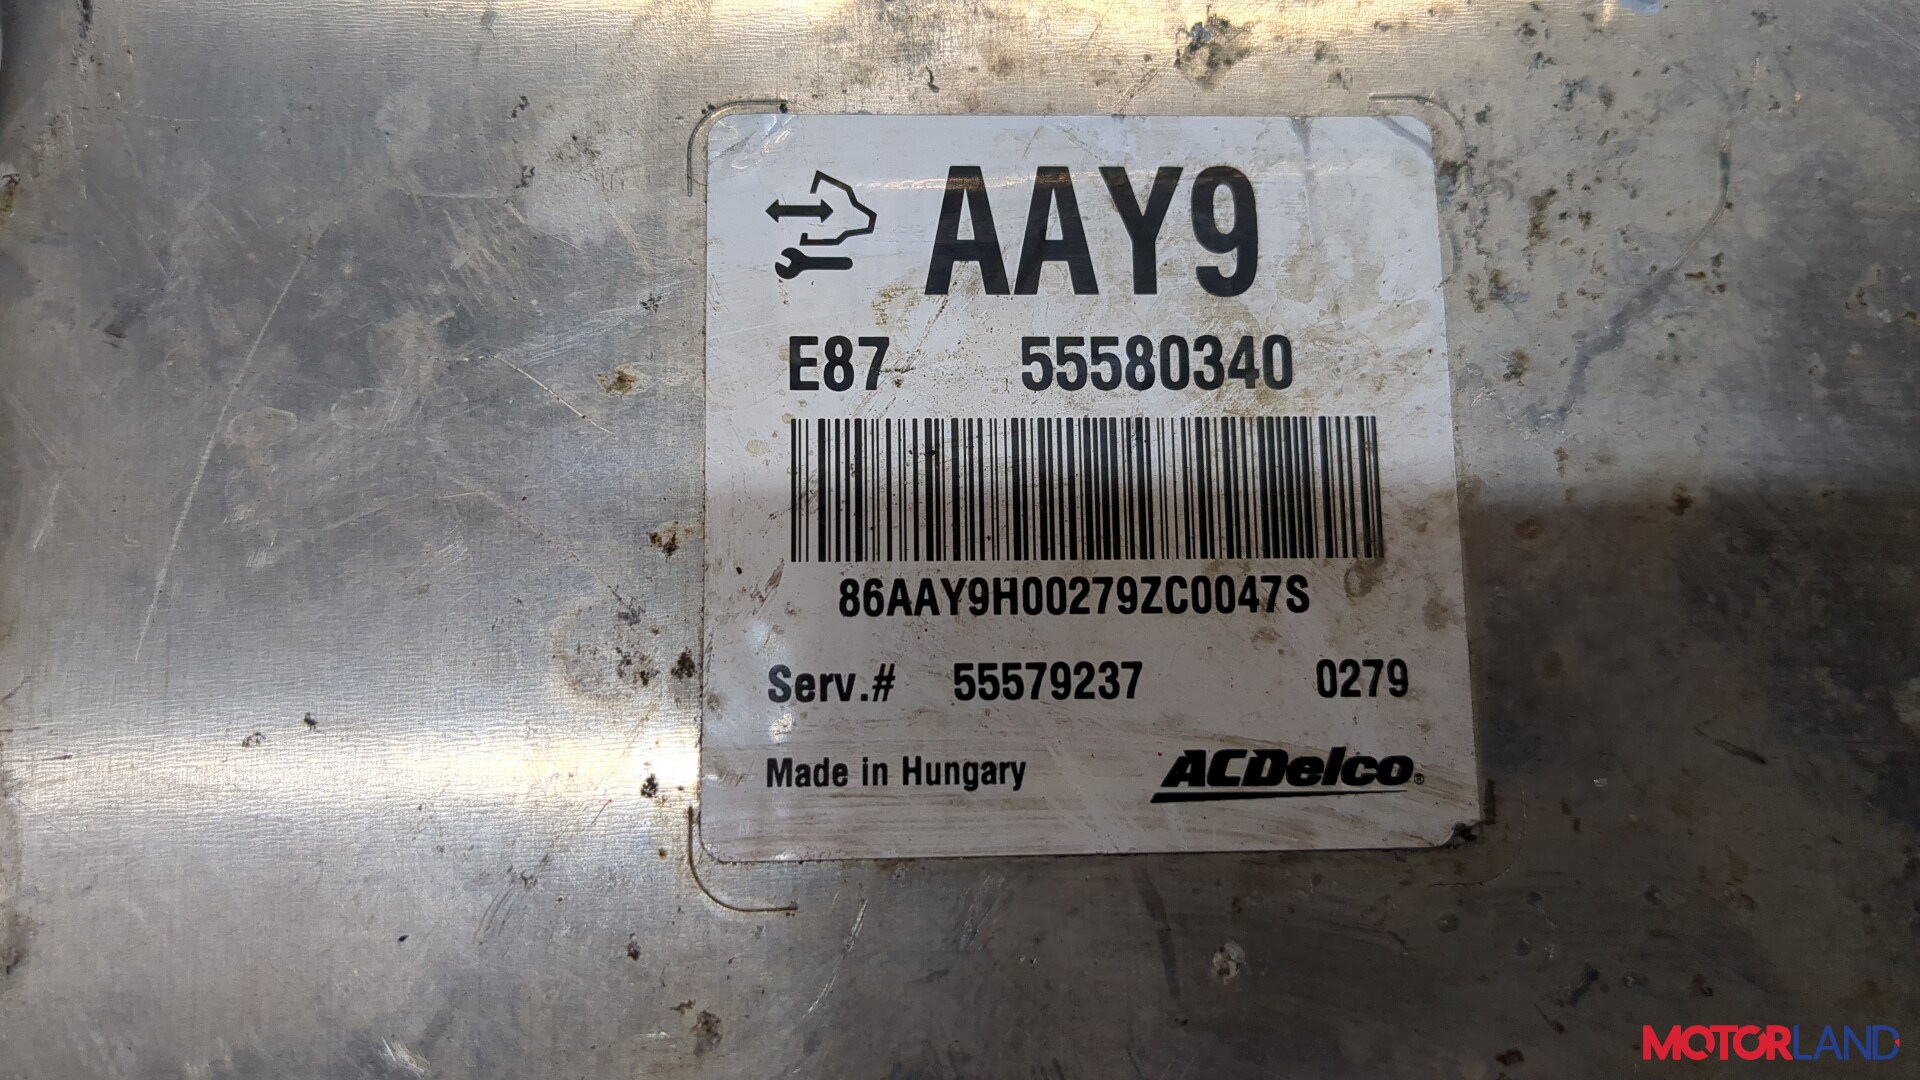 AAY9
E87 55580340
86AAY9H00279ZC0047S
Serv.# 55579237 0279
Made in Hungary ACDelco®
MOTORLAND